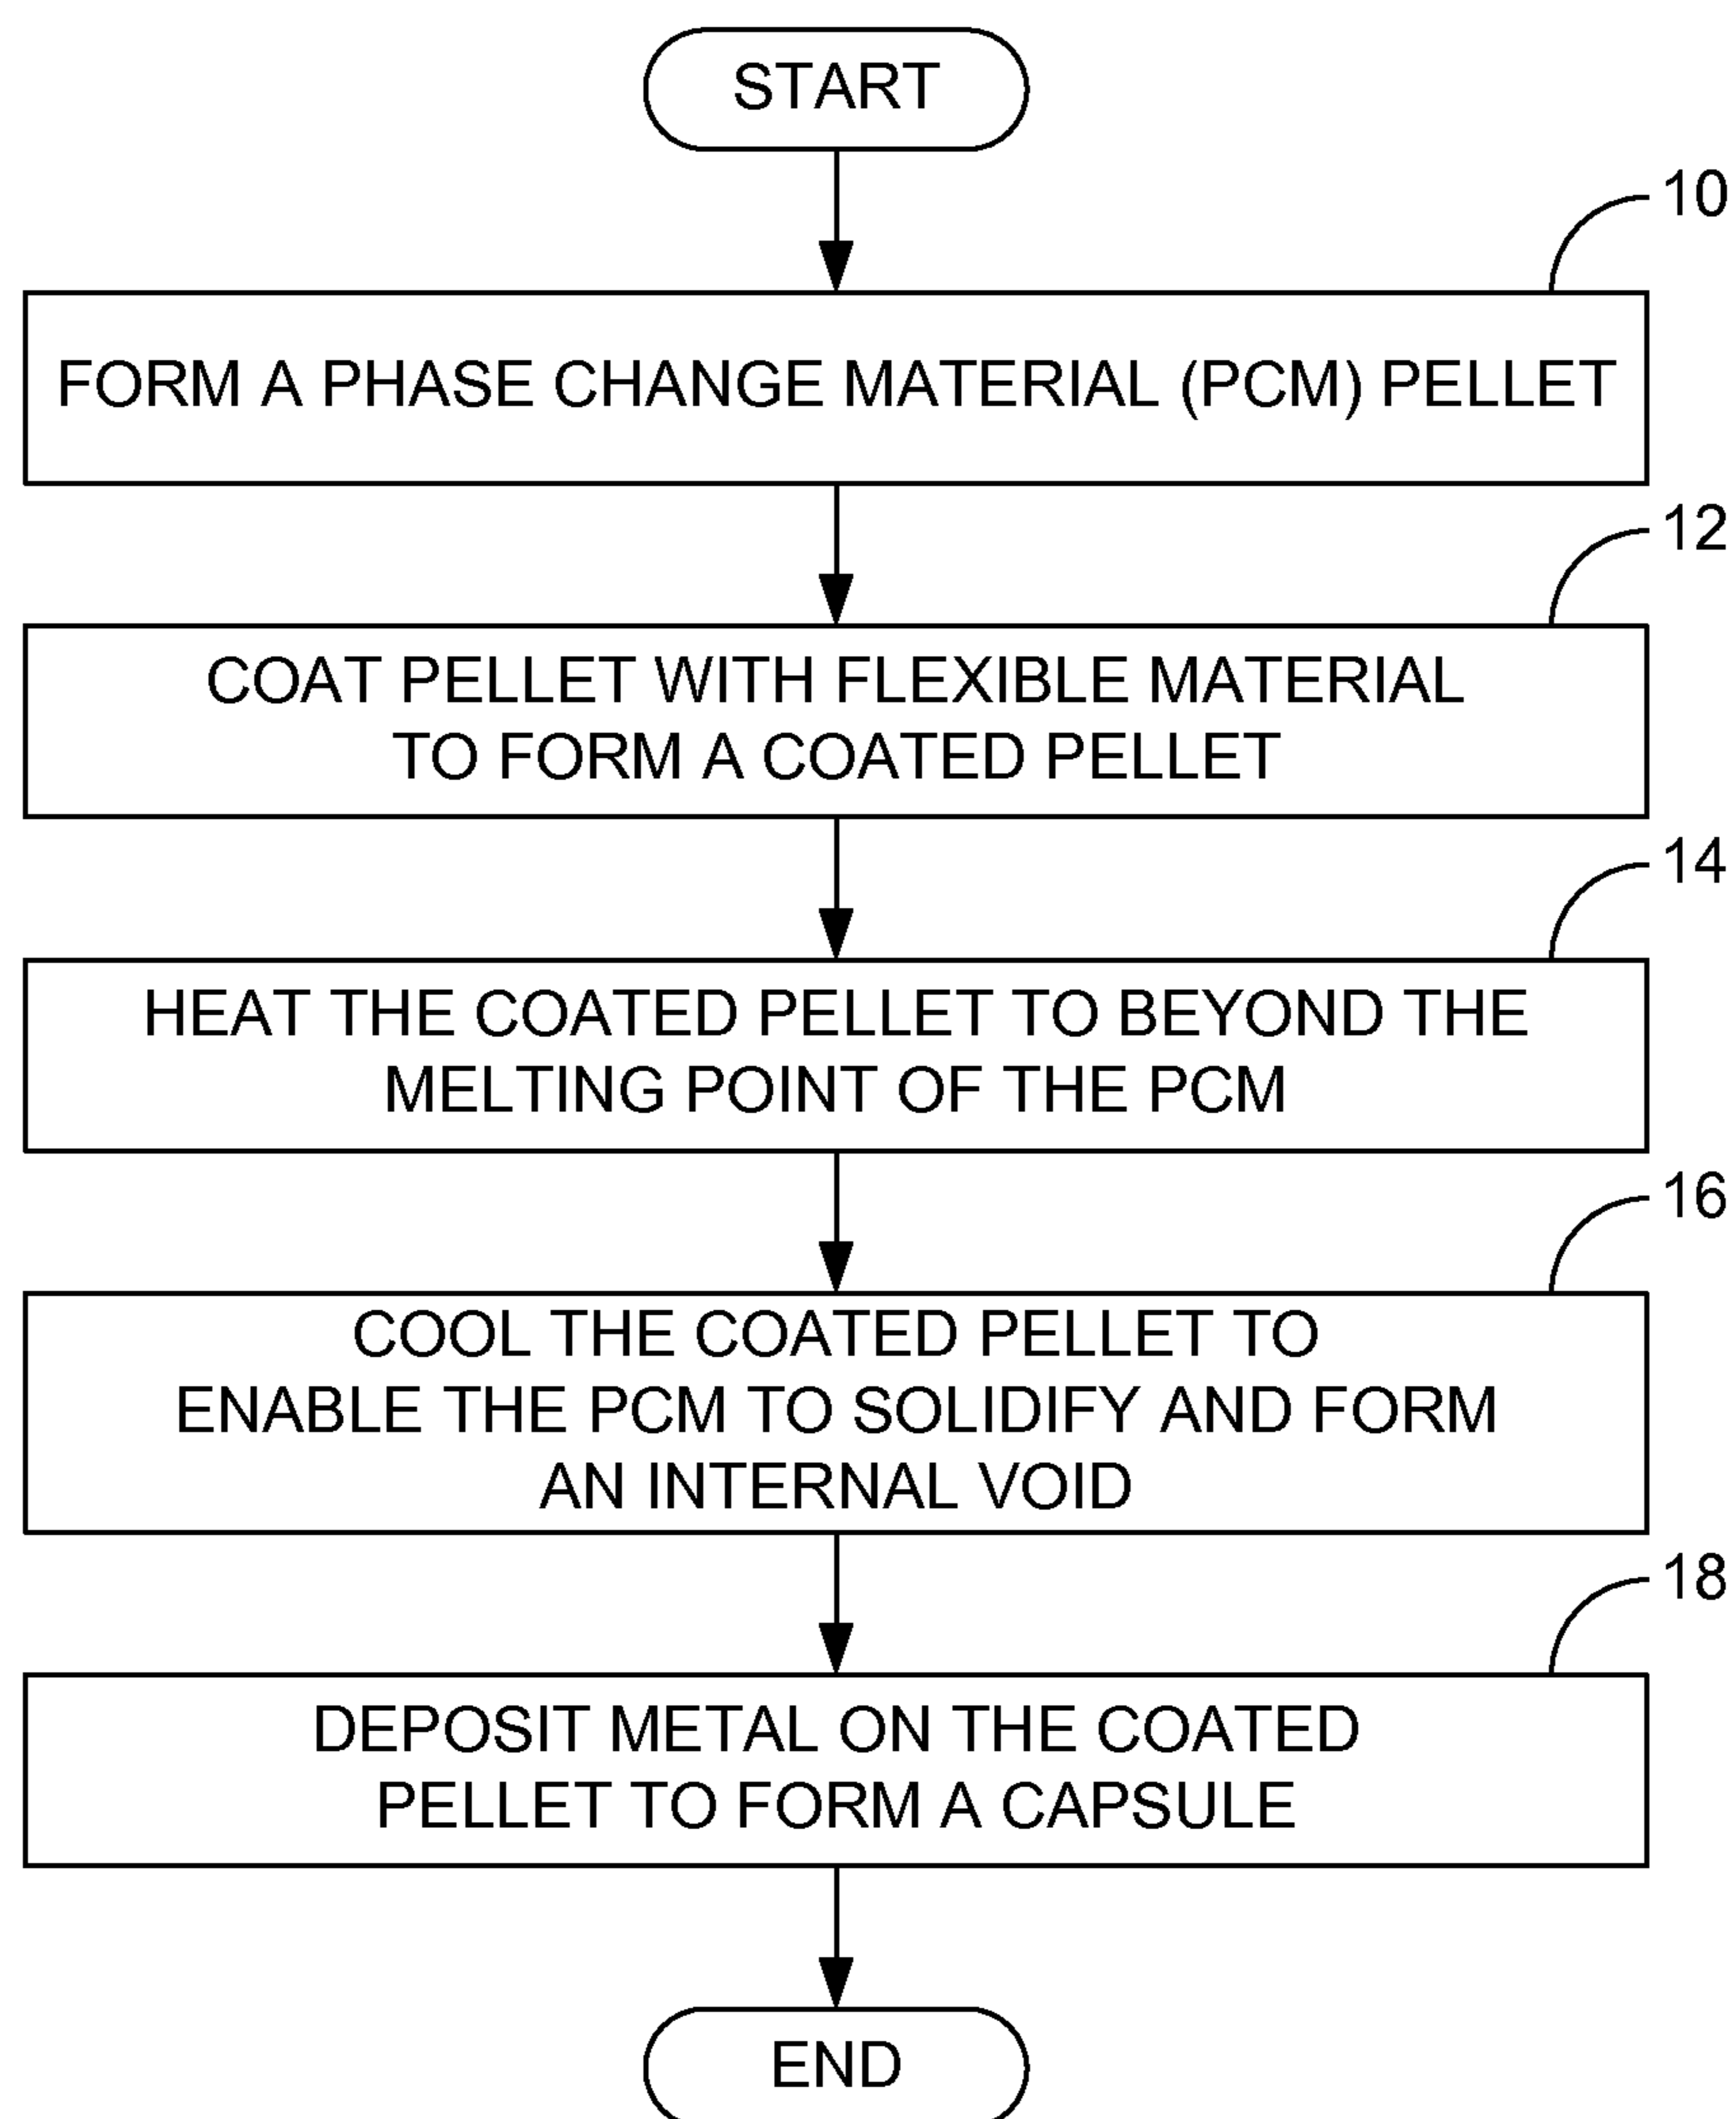 START
10
FORM A PHASE CHANGE MATERIAL (PCM) PELLET
12
COAT PELLET WITH FLEXIBLE MATERIAL
TO FORM A COATED PELLET
14
HEAT THE COATED PELLET TO BEYOND THE
MELTING POINT OF THE PCM
16
COOL THE COATED PELLET TO
ENABLE THE PCM TO SOLIDIFY AND FORM
AN INTERNAL VOID
18
DEPOSIT METAL ON THE COATED
PELLET TO FORM A CAPSULE
END